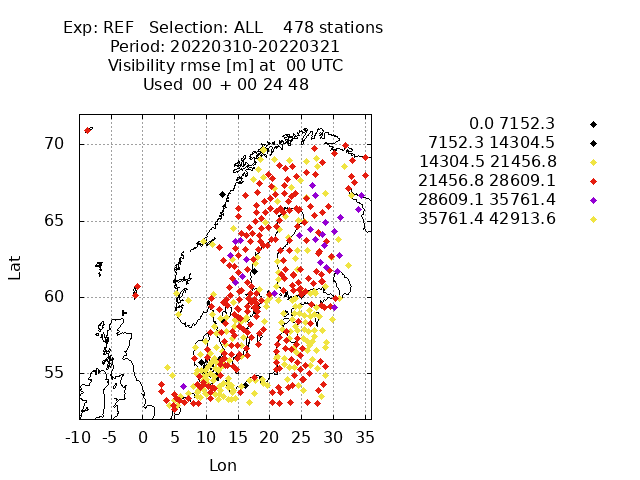 Exp: REF   Selection: ALL    478 stations
Period: 20220310-20220321
Visibility rmse [m] at  00 UTC
Used  00 + 00 24 48
0.0 7152.3
7152.3 14304.5
14304.5 21456.8
21456.8 28609.1
28609.1 35761.4
35761.4 42913.6
70
65
60
55
Lat
-10 -5 0 5 10 15 20 25 30 35
Lon